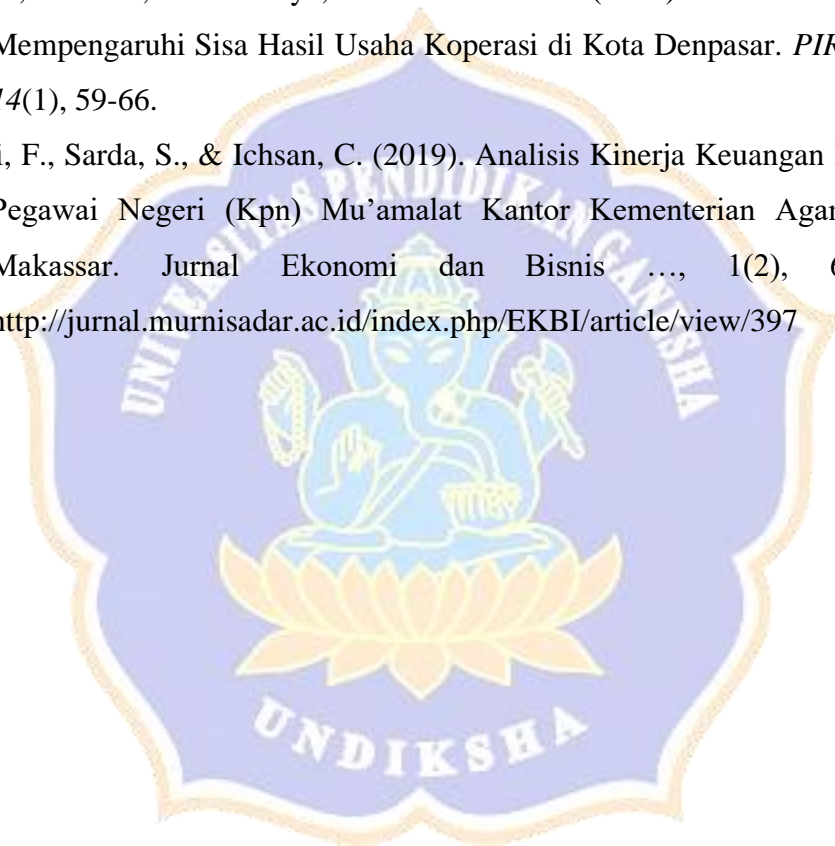 Mempengaruhi Sisa Hasil Usaha Koperasi di Kota Denpasar. PIR
14(1), 59-66.
i, F., Sarda, S., & Ichsan, C. (2019). Analisis Kinerja Keuangan
Pegawai Negeri (Kpn) Mu’amalat Kantor Kementerian Agar
Makassar. Jurnal Ekonomi dan Bisnis …, 1(2), 6
http://jurnal.murnisadar.ac.id/index.php/EKBI/article/view/397
UNIVERSITAS PENDIDIKAN GANESHA
UNDIKSHA